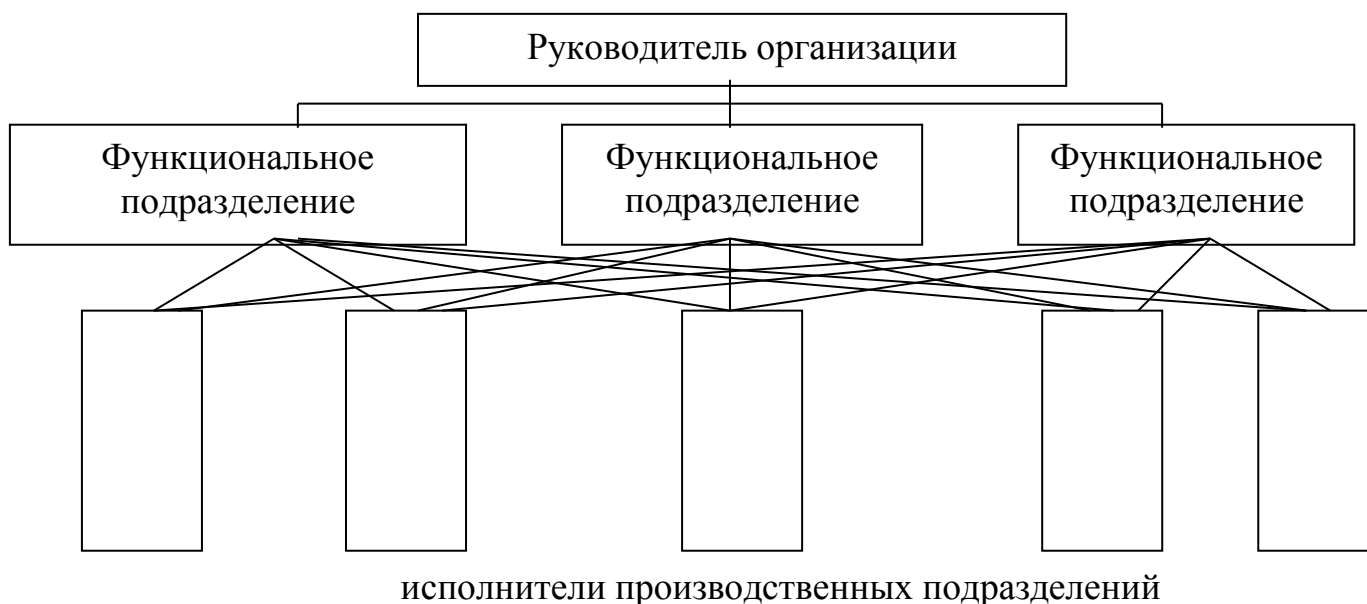 Руководитель организации
Функциональное
подразделение
Функциональное
подразделение
Функциональное
подразделение
исполнители производственных подразделений